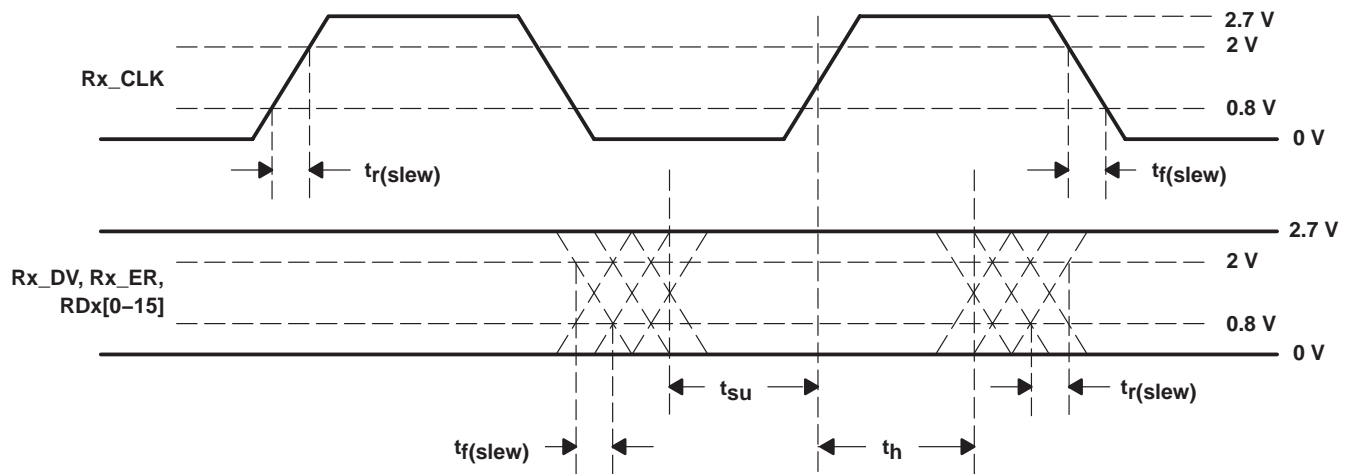 2.7 V
2 V
Rx_CLK
0.8 V
0 V
tr(slew)
tf(slew)
2.7 V
2 V
Rx_DV, Rx_ER,
RDx[0–15]
0.8 V
0 V
tsu
tr(slew)
tf(slew)
th